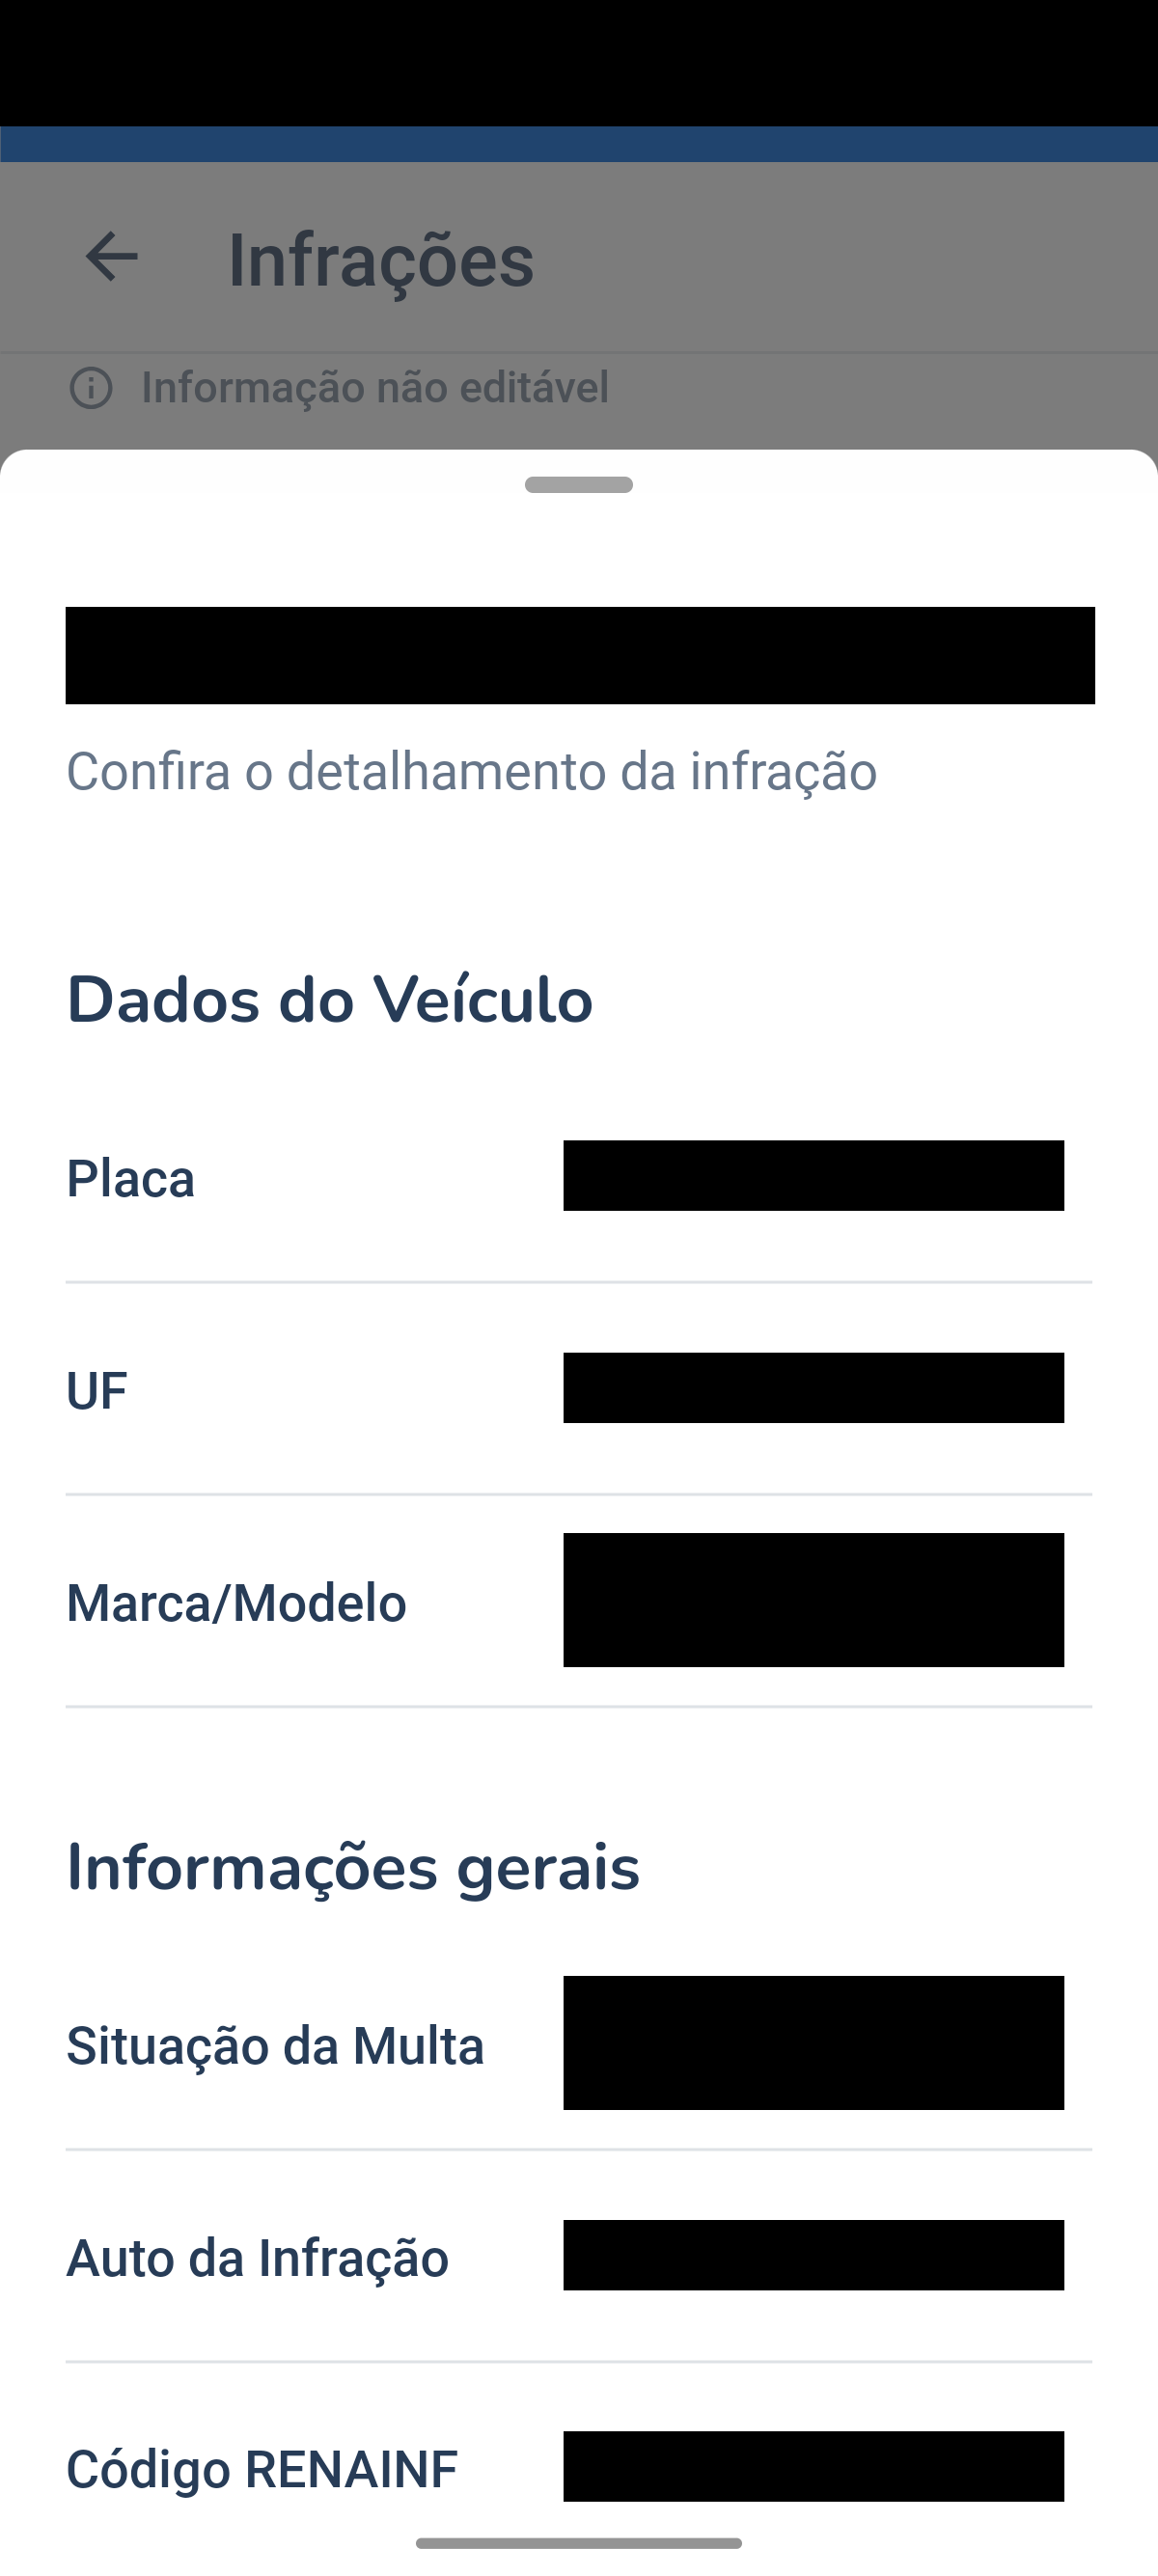 Infrações
Informação não editável
Confira o detalhamento da infração
Dados do Veículo
Placa
UF
Marca/Modelo
Informações gerais
Situação da Multa
Auto da Infração
Código RENAINF